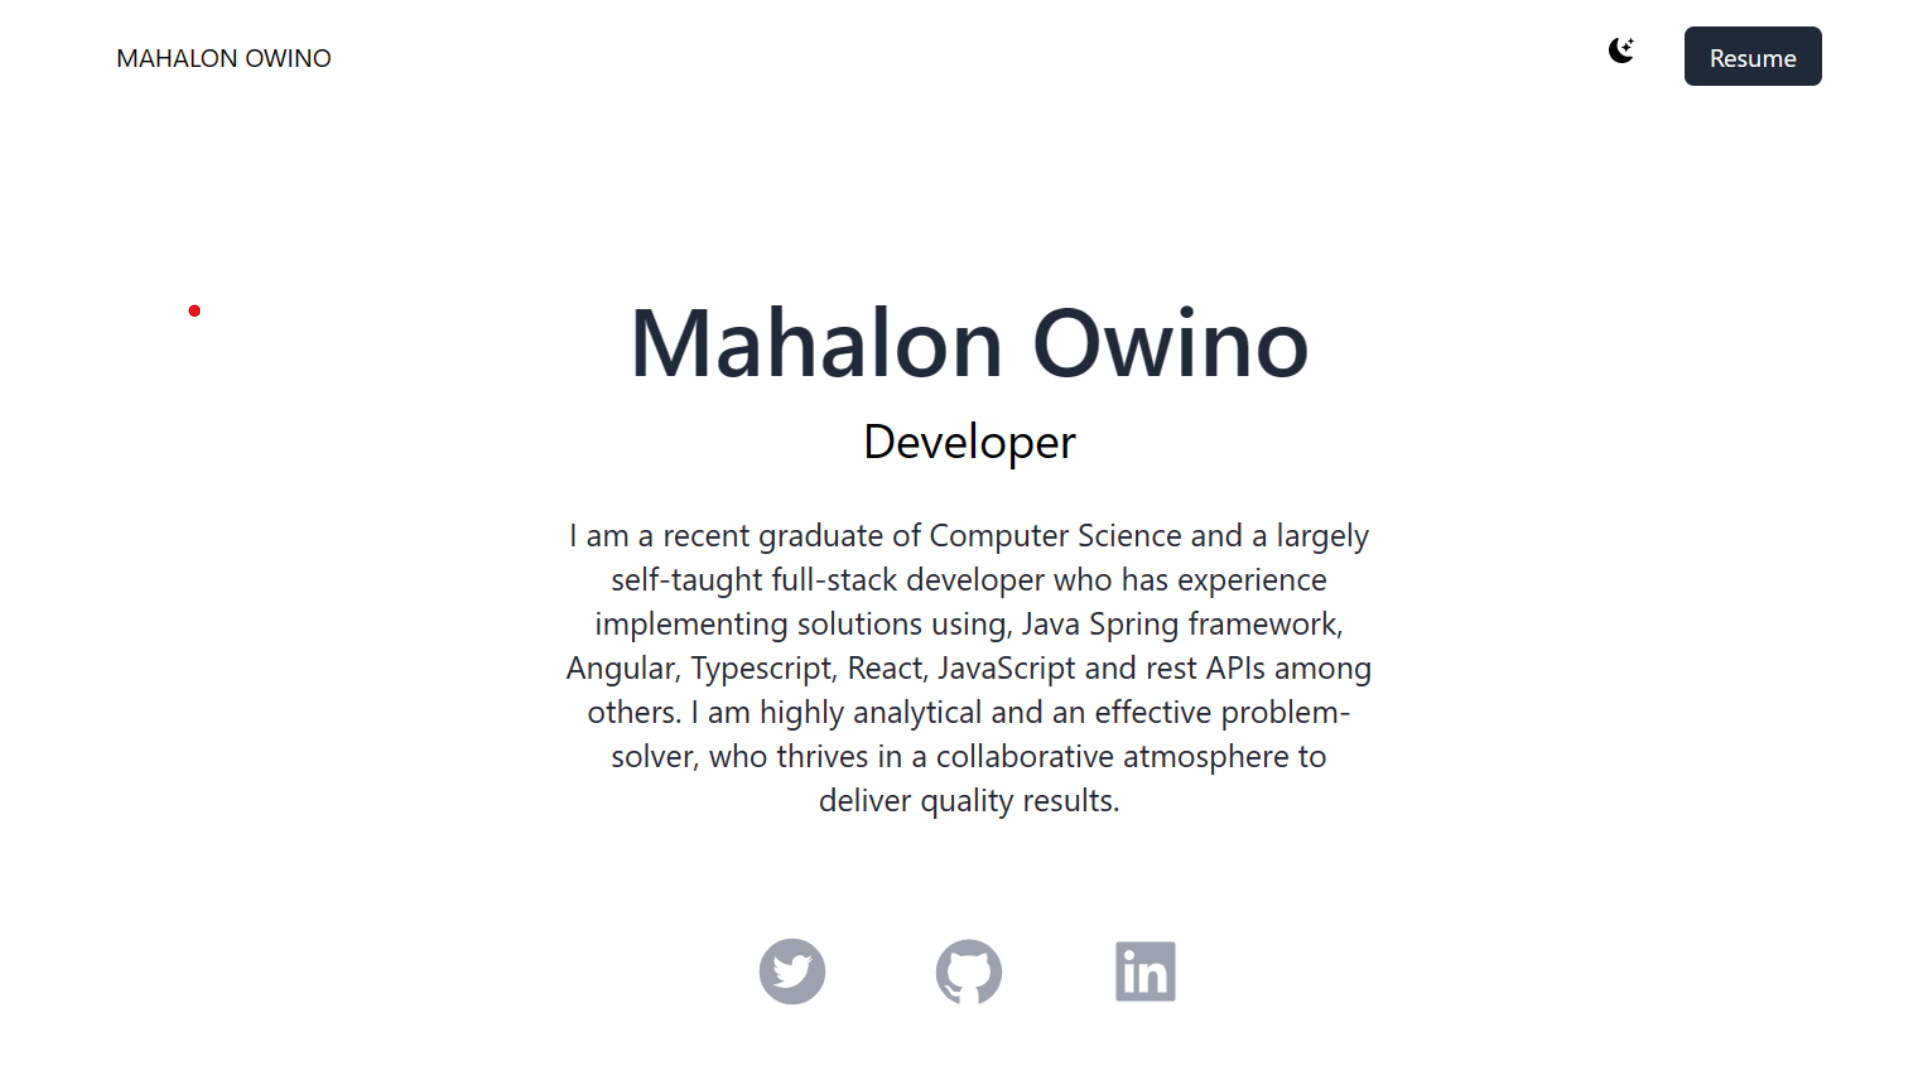 MAHALON OWINO
Resume
Mahalon Owino
Developer
I am a recent graduate of Computer Science and a largely
self-taught full-stack developer who has experience
implementing solutions using, Java Spring framework,
Angular, Typescript, React, JavaScript and rest APIs among
others. I am highly analytical and an effective problem-
solver, who thrives in a collaborative atmosphere to
deliver quality results.
in